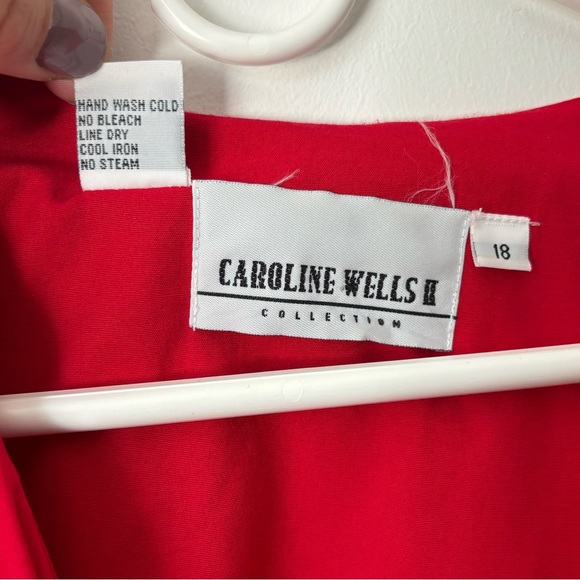 HAND WASH COLD
NO BLEACH
LINE DRY
COOL IRON
NO STEAM
CAROLINE WELLS II
COLLECTION
18